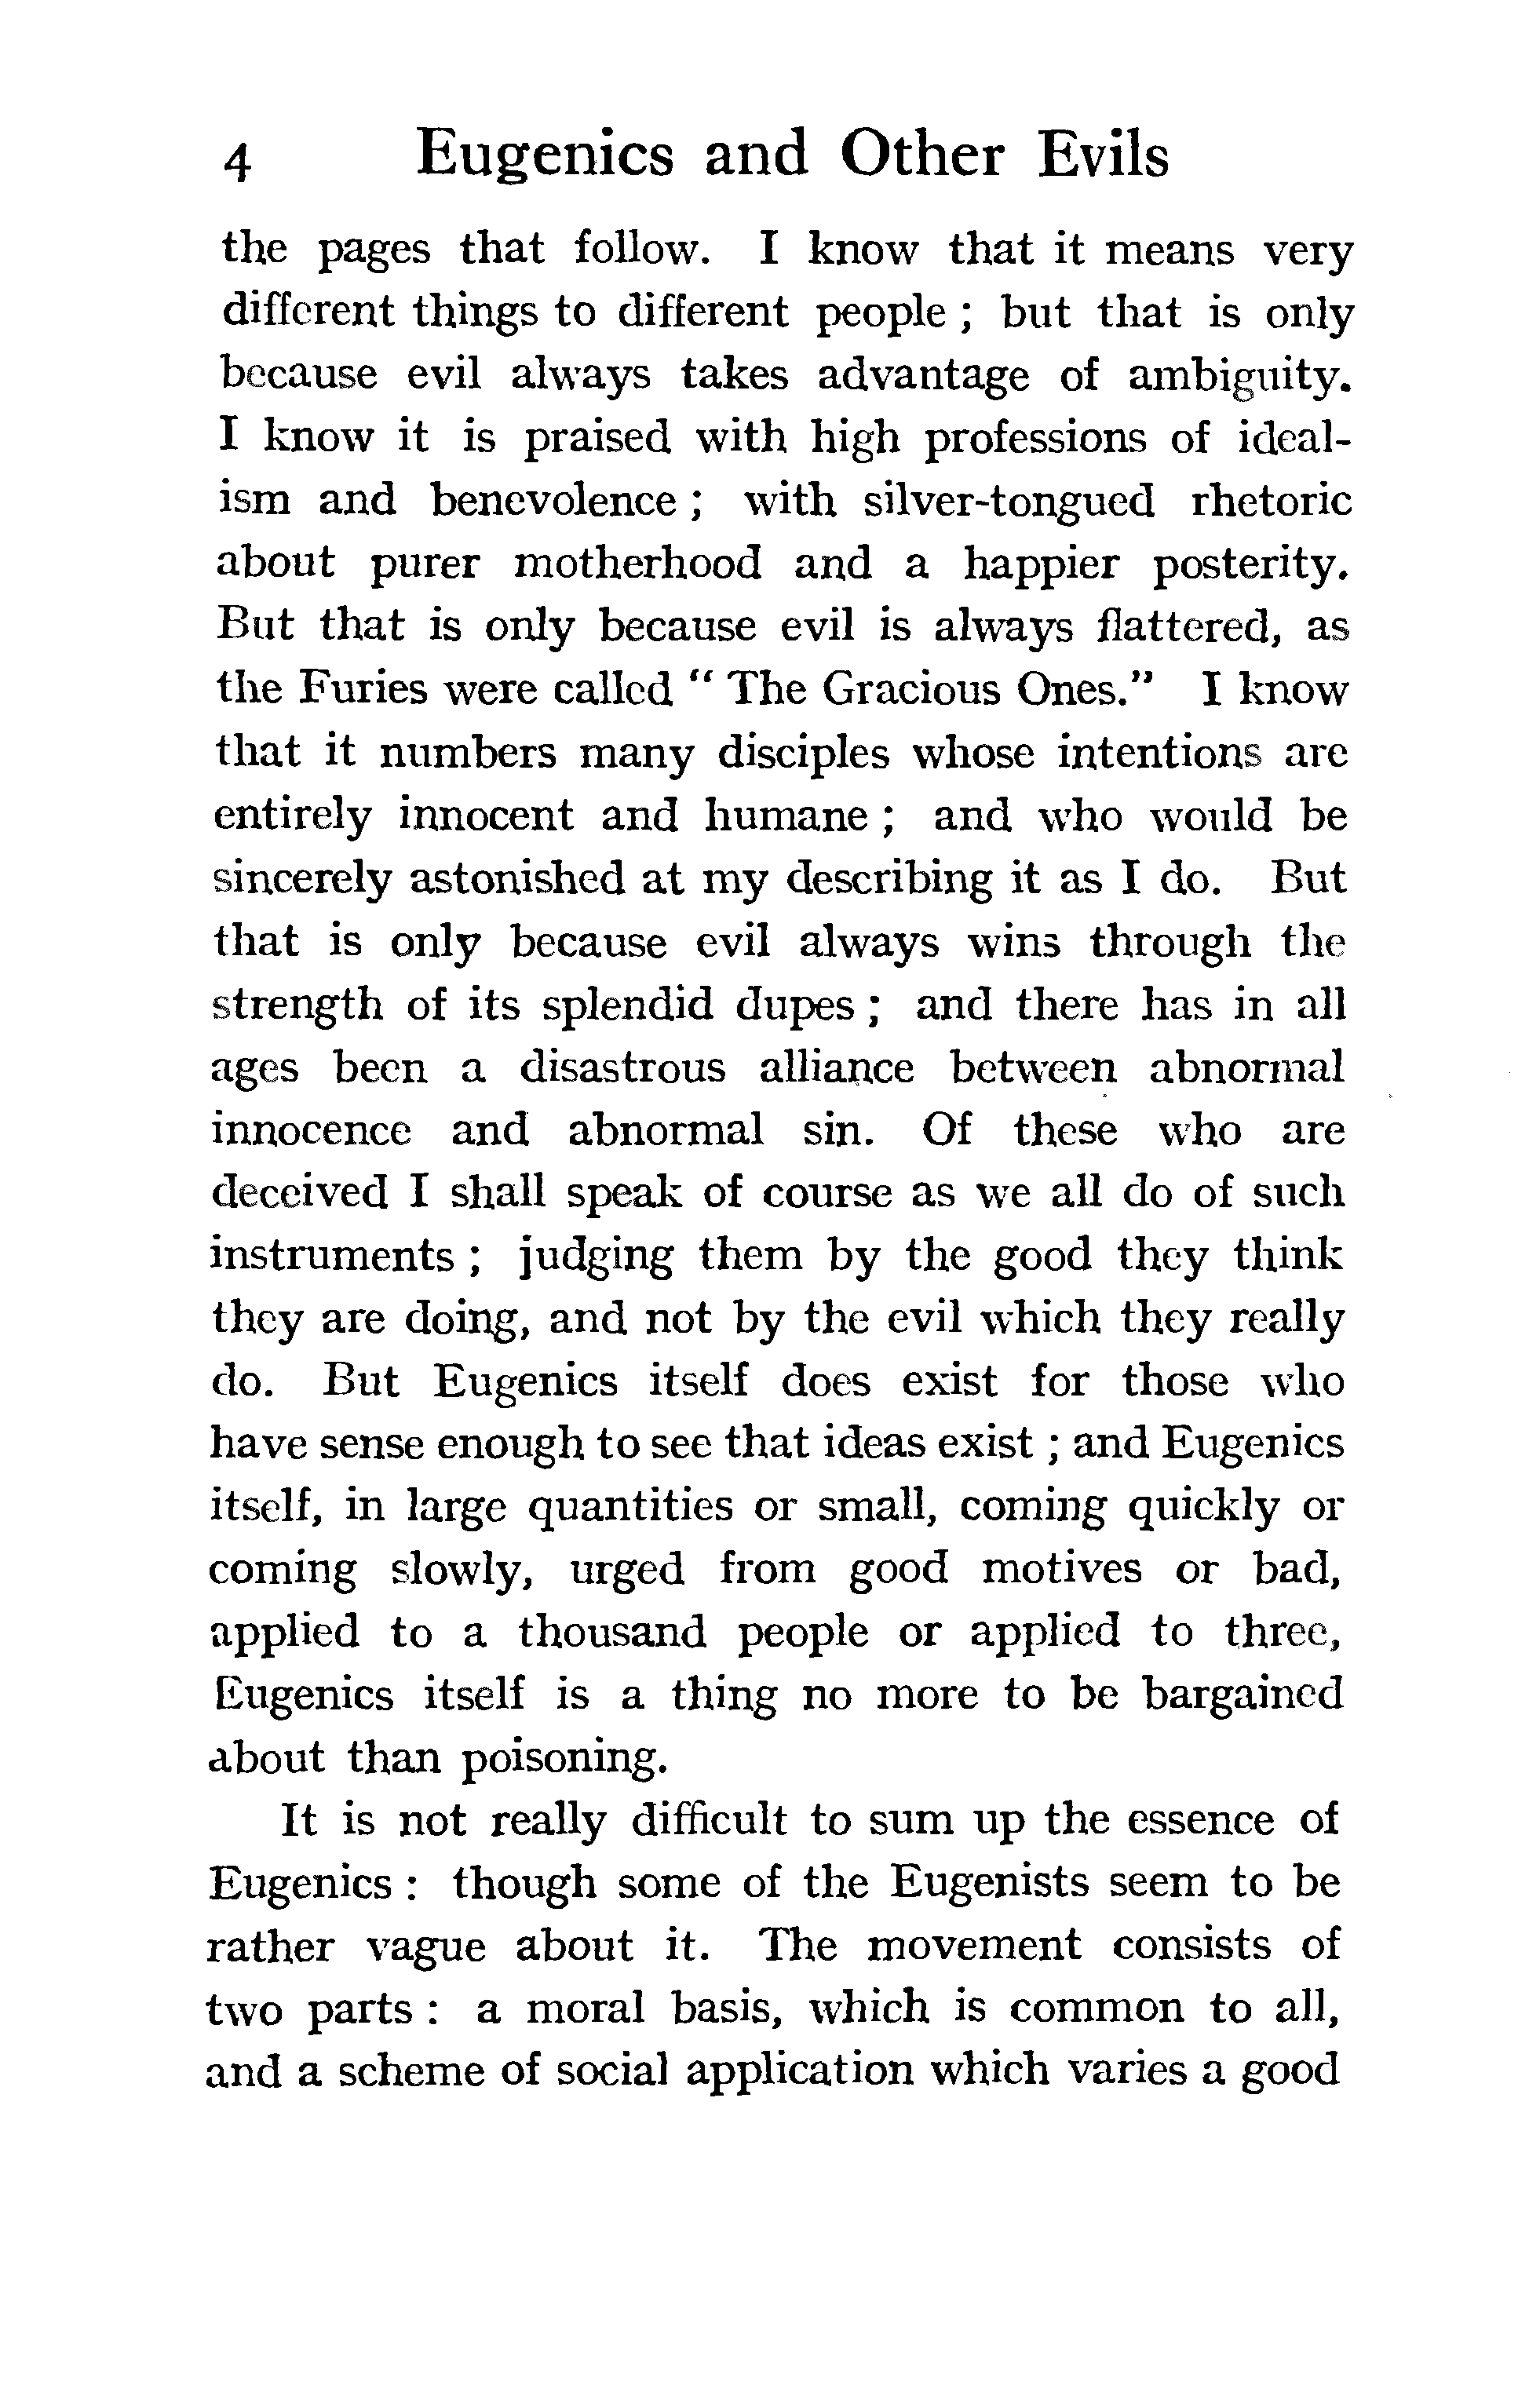 4 Eugenics and Other Evils
the pages that follow. I know that it means very
different things to different people ; but that is only
because evil always takes advantage of ambiguity.
I know it is praised with high professions of ideal-
ism and benevolence ; with silver-tongued rhetoric
about purer motherhood and a happier posterity.
But that is only because evil is always flattered, as
the Furies were called “ The Gracious Ones.” I know
that it numbers many disciples whose intentions are
entirely innocent and humane ; and who would be
sincerely astonished at my describing it as I do. But
that is only because evil always wins through the
strength of its splendid dupes ; and there has in all
ages been a disastrous alliance between abnormal
innocence and abnormal sin. Of these who are
deceived I shall speak of course as we all do of such
instruments ; judging them by the good they think
they are doing, and not by the evil which they really
do. But Eugenics itself does exist for those who
have sense enough to see that ideas exist ; and Eugenics
itself, in large quantities or small, coming quickly or
coming slowly, urged from good motives or bad,
applied to a thousand people or applied to three,
Eugenics itself is a thing no more to be bargained
about than poisoning.
It is not really difficult to sum up the essence of
Eugenics : though some of the Eugenists seem to be
rather vague about it. The movement consists of
two parts : a moral basis, which is common to all,
and a scheme of social application which varies a good